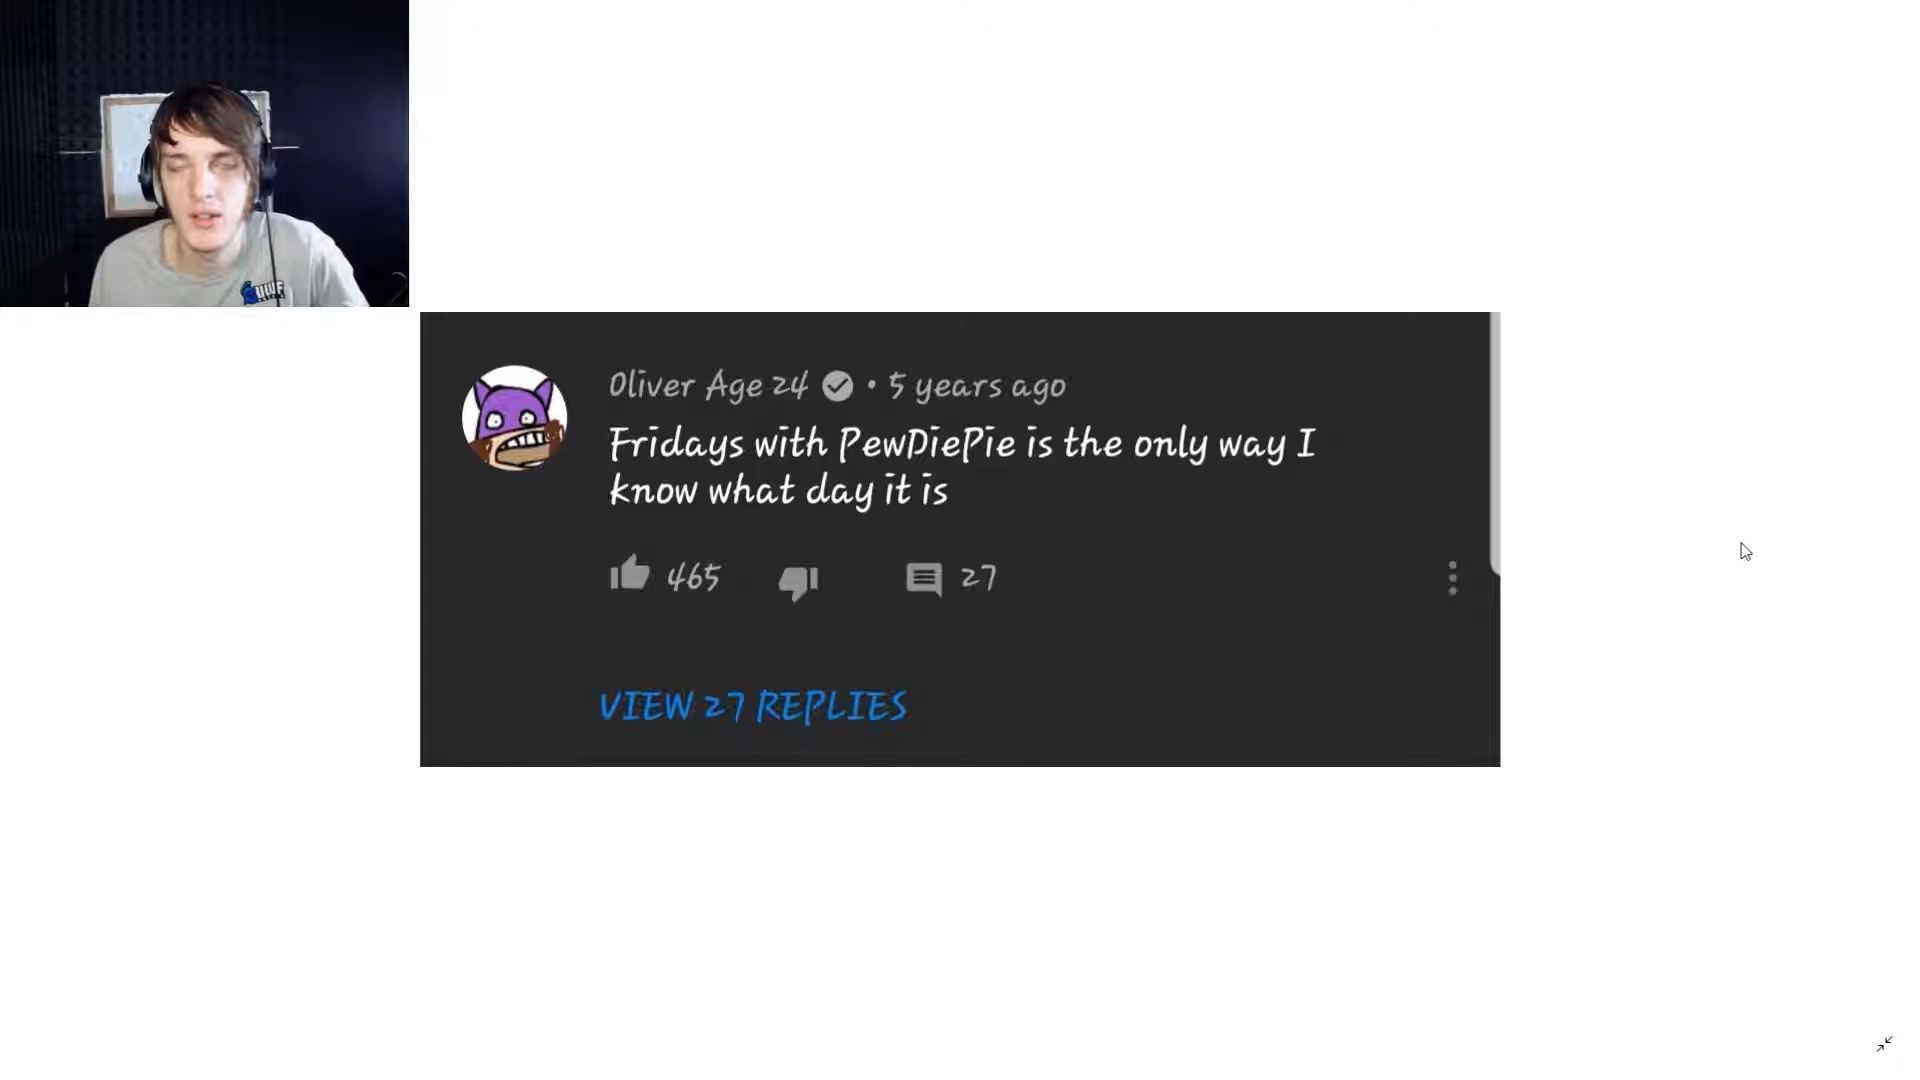 UWF
Oliver Age 24 • 5 years ago
Fridays with PewDiePie is the only way I
know what day it is
465 27
VIEW 27 REPLIES